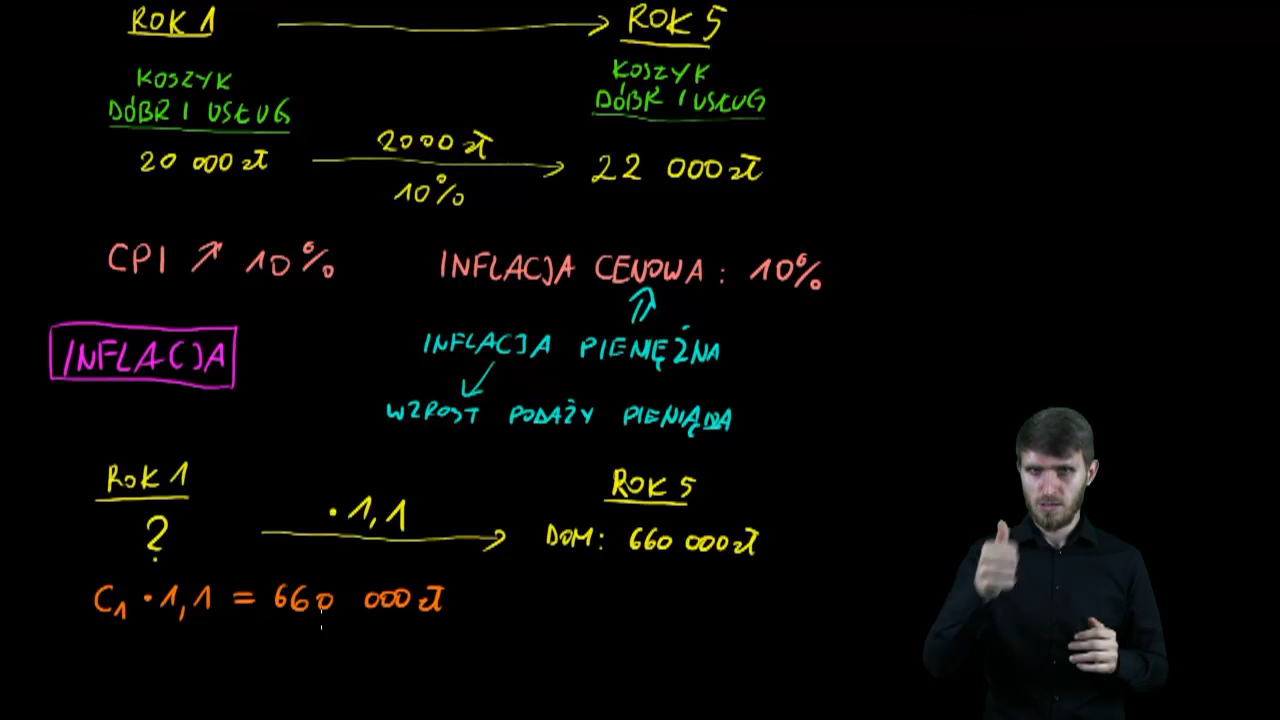 ROK 1 ROK 5
KOSZYK KOSZYK
DÓBR I USŁUG DÓBR I USŁUG
20 000 zł 2000 zł 22 000 zł
10%
CPI ↗ 10% INFLACJA CENOWA : 10%
INFLACJA INFLACJA PIENIĘŻNA
WZROST PODAŻY PIENIĄDZA
ROK 1 ROK 5
? · 1,1 DOM: 660 000 zł
C₁ · 1,1 = 660 000 zł